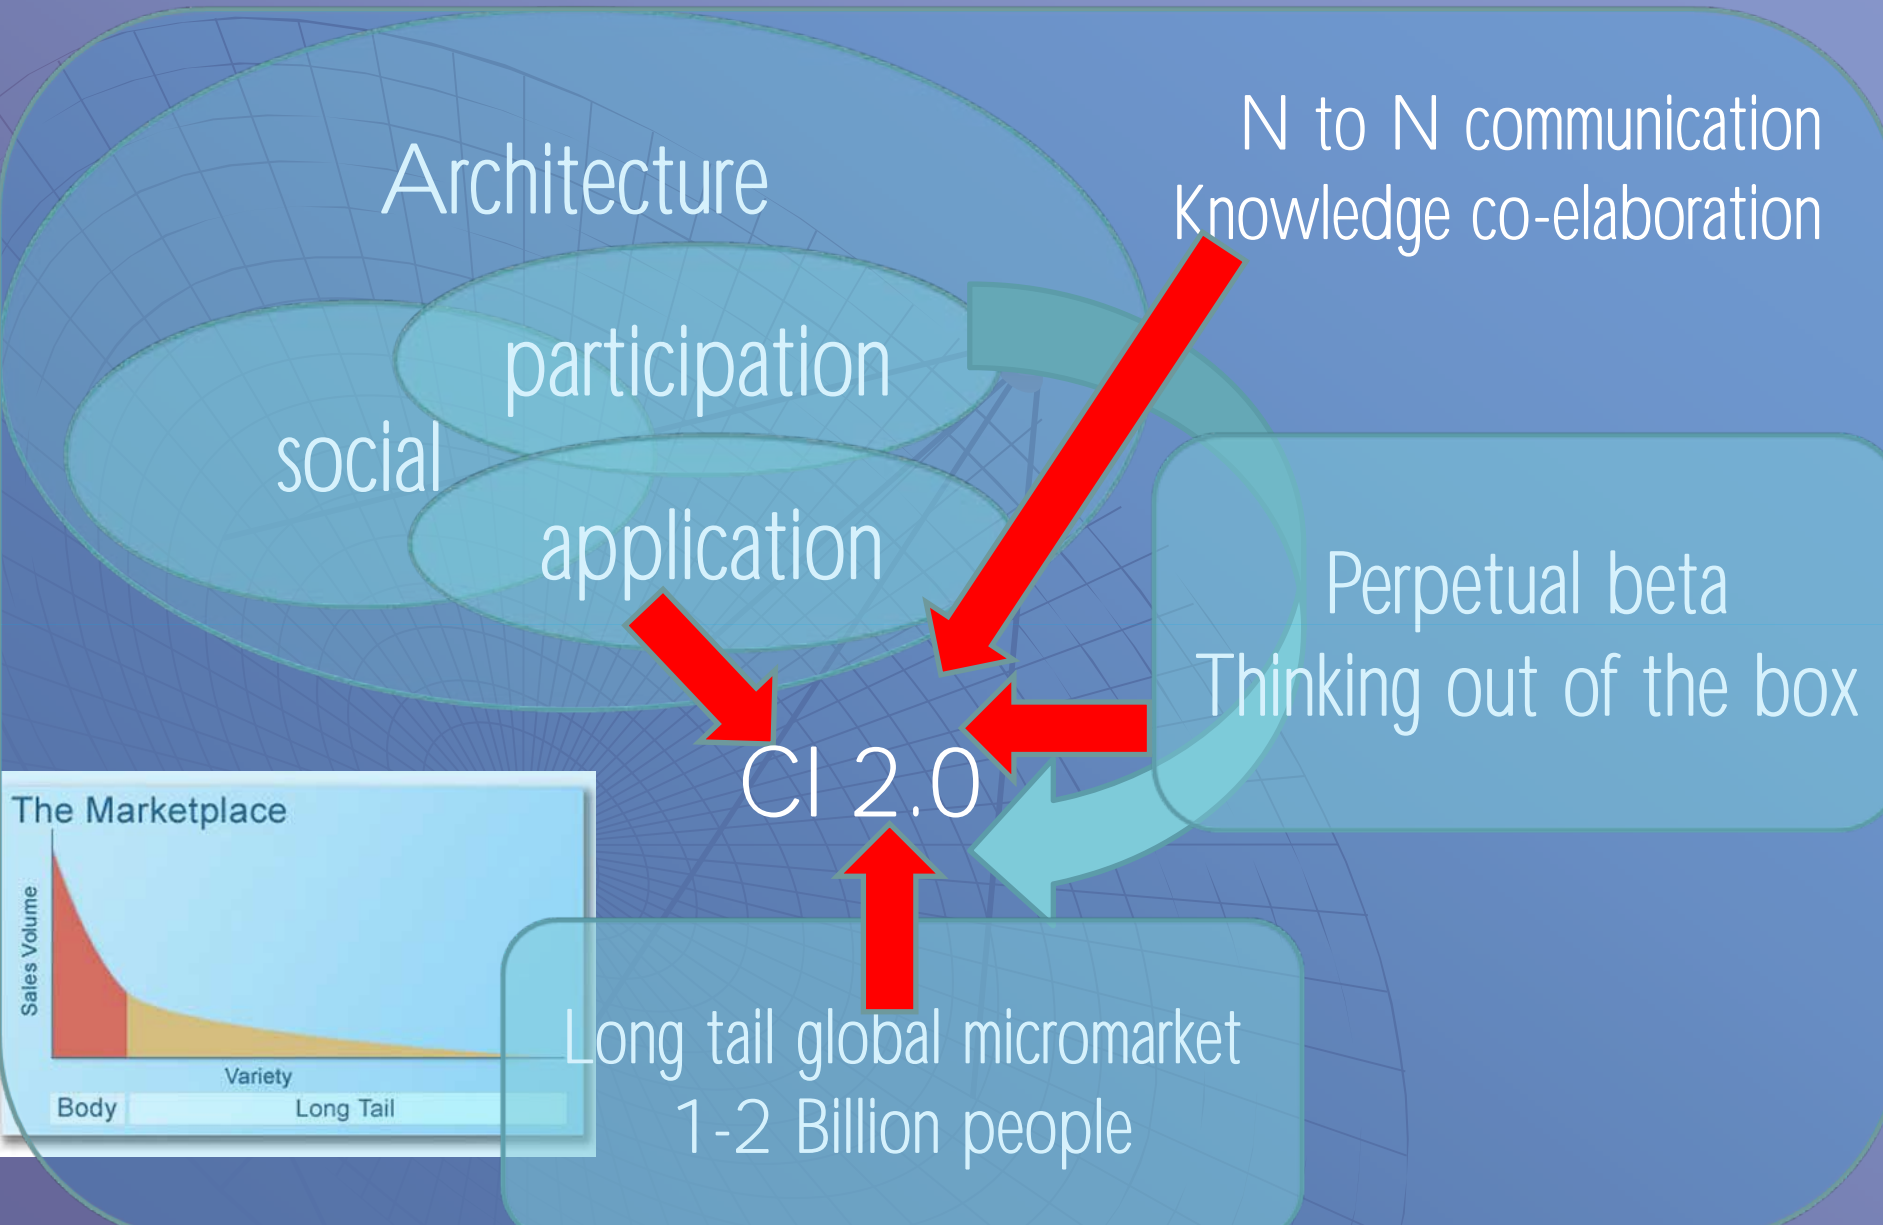 Architecture
participation
social
application
N to N communication
Knowledge co-elaboration
Perpetual beta
Thinking out of the box
CI 2.0
The Marketplace
Sales Volume
Variety
Body
Long Tail
Long tail global micromarket
1-2 Billion people